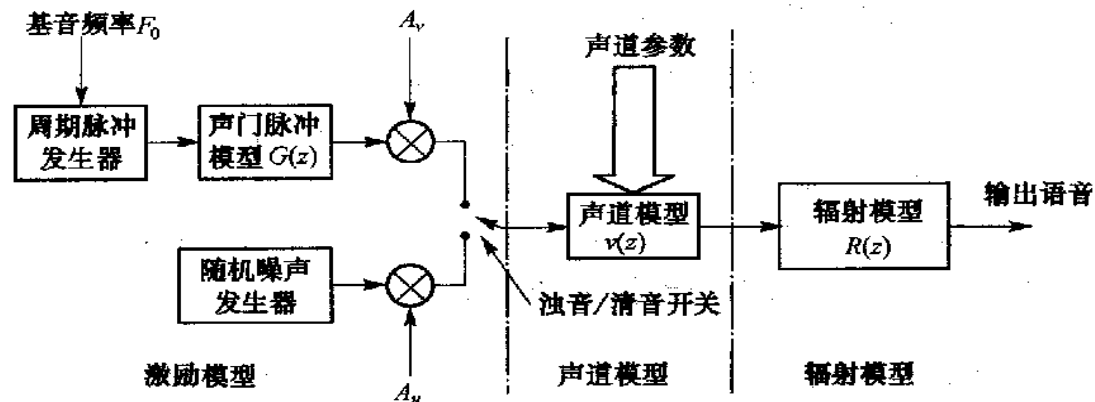 基音频率F₀
Aᵥ
声道参数
周期脉冲
发生器
声门脉冲
模型 G(z)
声道模型
v(z)
辐射模型
R(z)
输出语音
随机噪声
发生器
浊音/清音开关
激励模型
Aᵤ
声道模型
辐射模型